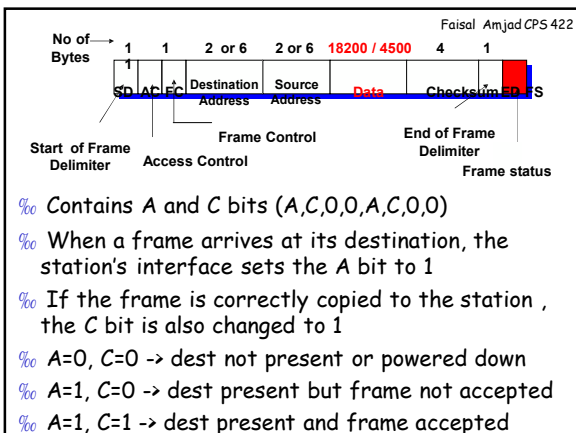 Faisal Amjad CPS 422
No of Bytes
1 1 1 2 or 6 2 or 6 18200 / 4500 4 1
SD AC FC Destination Address Source Address Data Checksum ED FS
Frame Control
End of Frame Delimiter
Start of Frame Delimiter
Access Control
Frame status
‰ Contains A and C bits (A,C,0,0,A,C,0,0)
‰ When a frame arrives at its destination, the
station's interface sets the A bit to 1
‰ If the frame is correctly copied to the station ,
the C bit is also changed to 1
‰ A=0, C=0 -> dest not present or powered down
‰ A=1, C=0 -> dest present but frame not accepted
‰ A=1, C=1 -> dest present and frame accepted